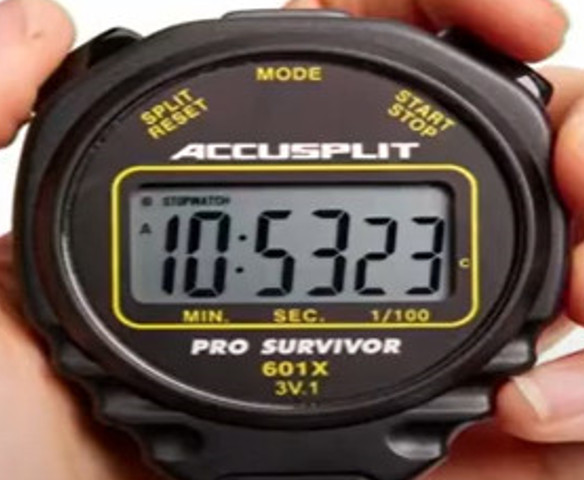 MODE
SPLIT
RESET
START
STOP
ACCUSPLIT
STOPWATCH
A
10:5323
C
MIN. SEC. 1/100
PRO SURVIVOR
601X
3V.1